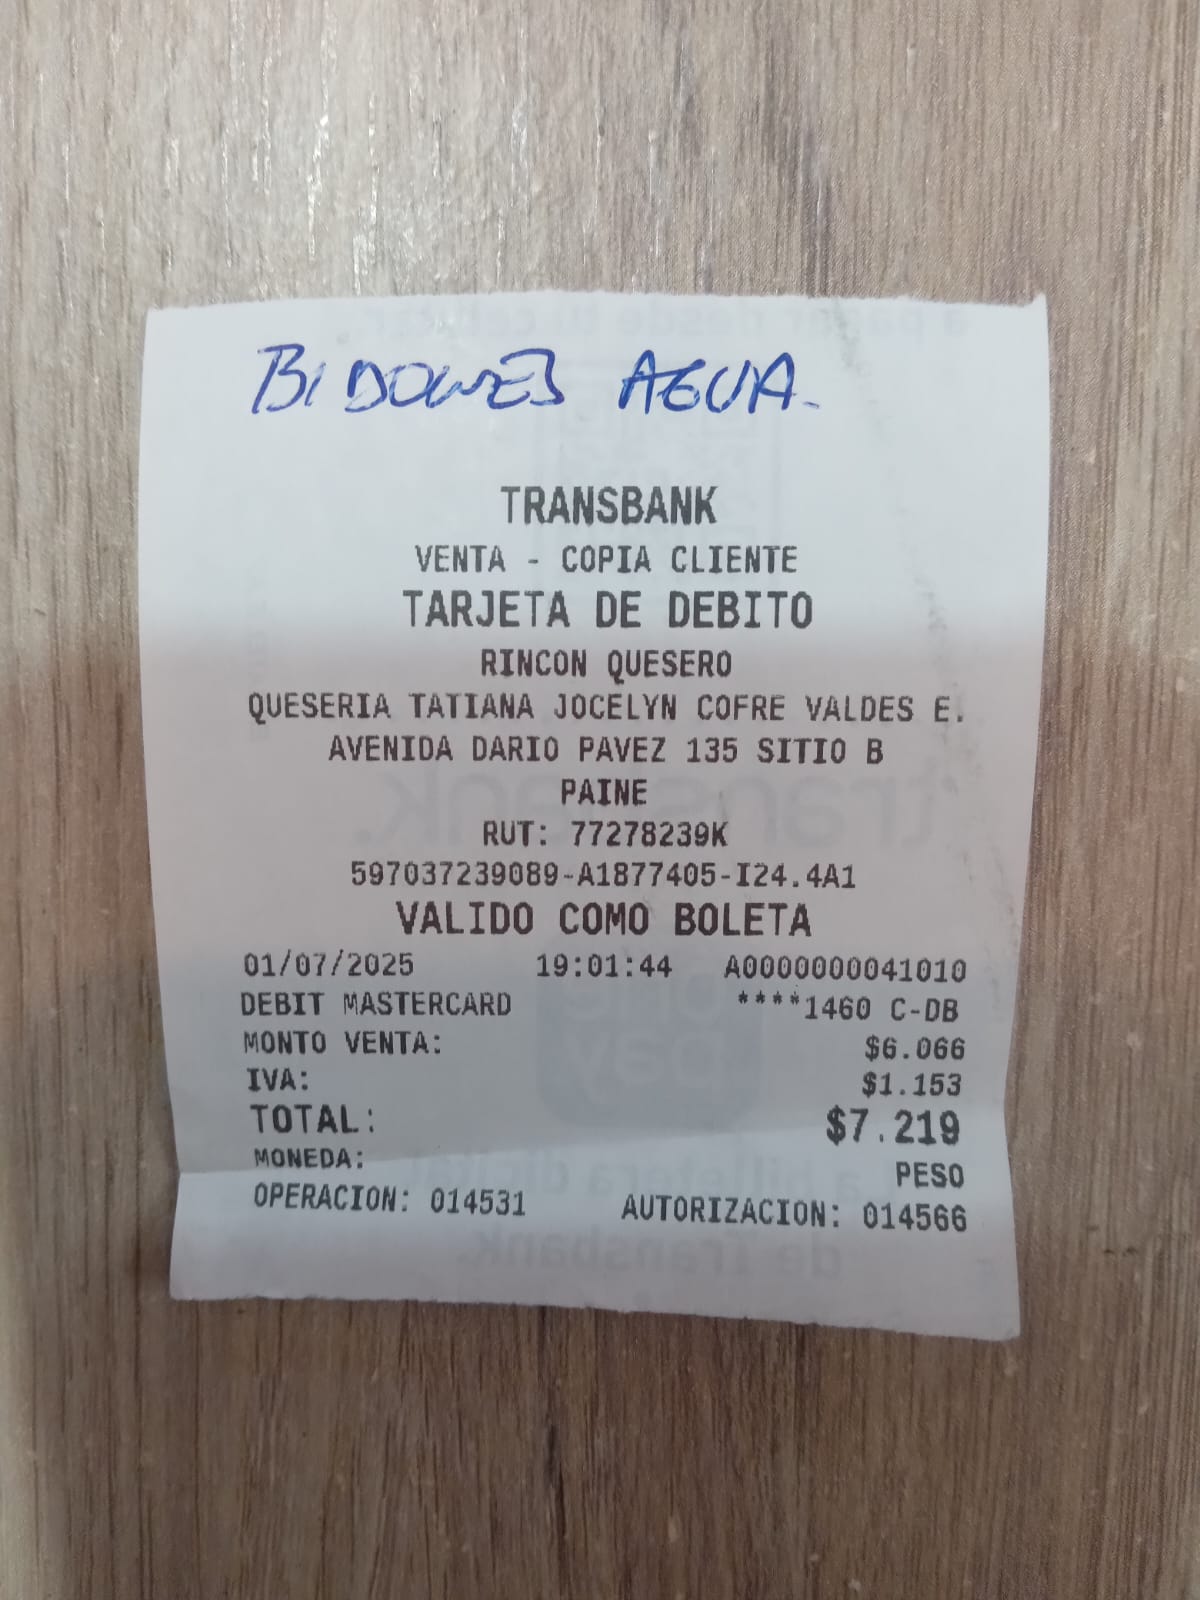 BIDONES AGUA.
TRANSBANK
VENTA - COPIA CLIENTE
TARJETA DE DEBITO
RINCON QUESERO
QUESERIA TATIANA JOCELYN COFRE VALDES E.
AVENIDA DARIO PAVEZ 135 SITIO B
PAINE
RUT: 77278239K
597037239089-A1877405-I24.4A1
VALIDO COMO BOLETA
01/07/2025 19:01:44 A0000000041010
DEBIT MASTERCARD ****1460 C-DB
MONTO VENTA: $6.066
IVA: $1.153
TOTAL: $7.219
MONEDA: PESO
OPERACION: 014531 AUTORIZACION: 014566